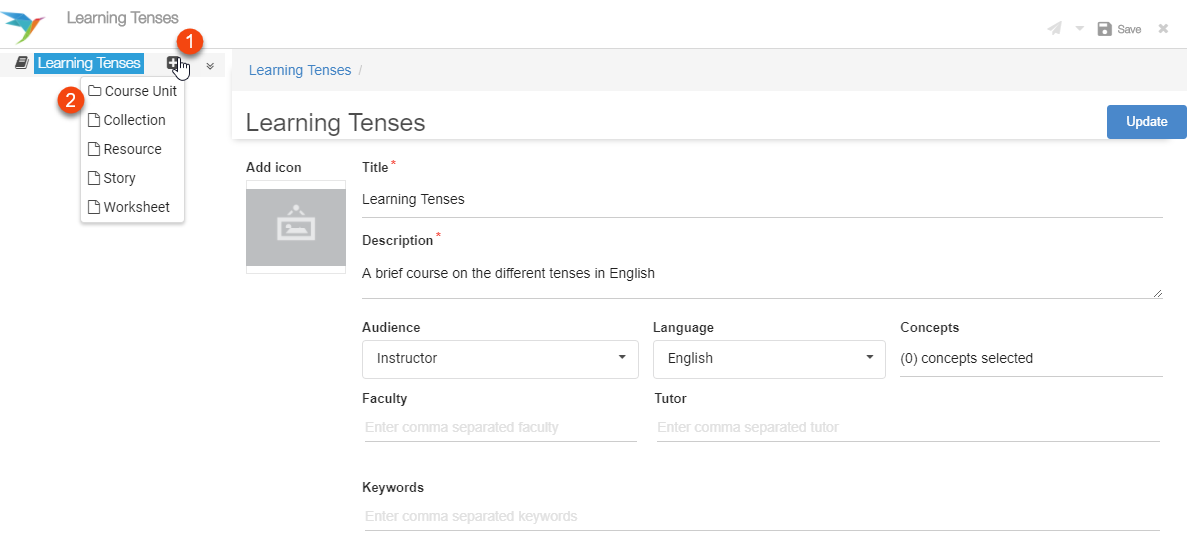 Learning Tenses
Save
1
Learning Tenses
2
Course Unit
Collection
Resource
Story
Worksheet
Learning Tenses /
Learning Tenses
Update
Add icon
Title *
Learning Tenses
Description *
A brief course on the different tenses in English
Audience Language Concepts
Instructor English (0) concepts selected
Faculty Tutor
Enter comma separated faculty Enter comma separated tutor
Keywords
Enter comma separated keywords